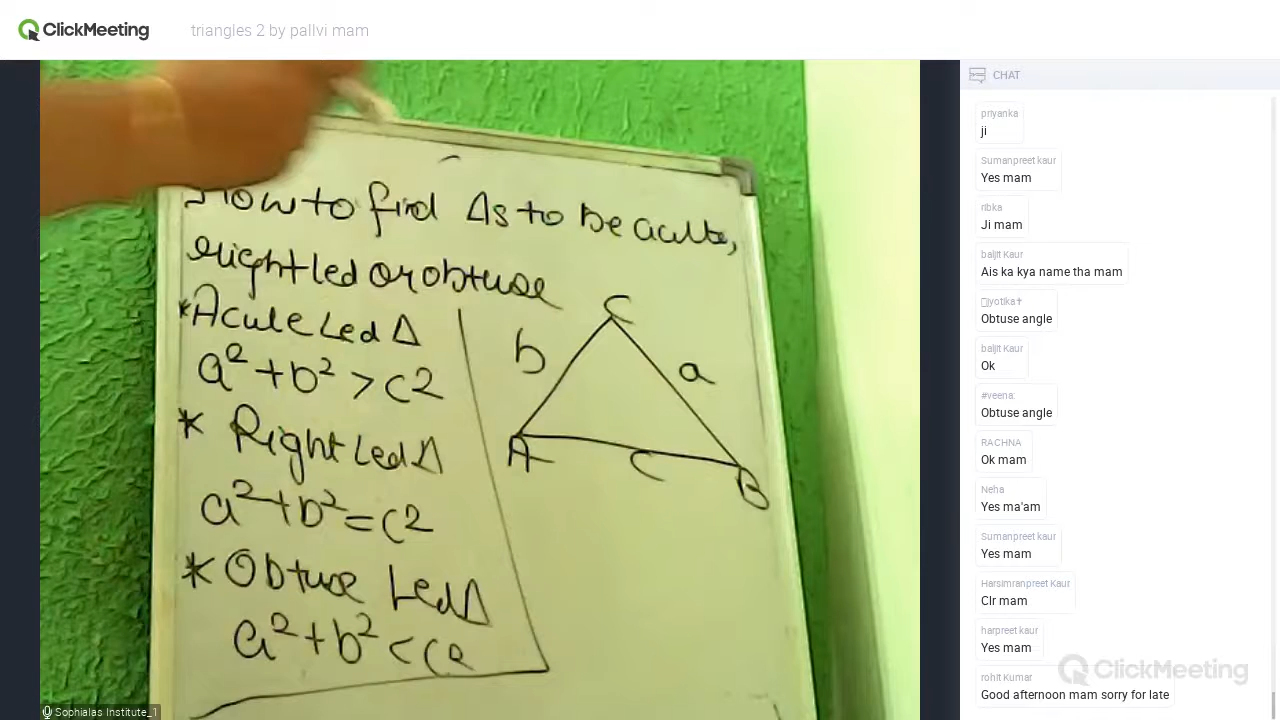 ClickMeeting
triangles 2 by pallvi mam
How to find Δs to be acute,
right Led or obtuse
*Acute Led Δ
a²+b²>c2
* Right Led Δ
a²+b²=c2
* Obtuse Led Δ
a²+b²<c2
C
b
a
A
C
B
Sophialas Institute_1
CHAT
priyanka
ji
Sumanpreet kaur
Yes mam
ribka
Ji mam
baljit Kaur
Ais ka kya name tha mam
jyotika✝
Obtuse angle
baljit Kaur
Ok
#veena:
Obtuse angle
RACHNA
Ok mam
Neha
Yes ma'am
Sumanpreet kaur
Yes mam
Harsimranpreet Kaur
Clr mam
harpreet kaur
Yes mam
ClickMeeting
rohit Kumar
Good afternoon mam sorry for late